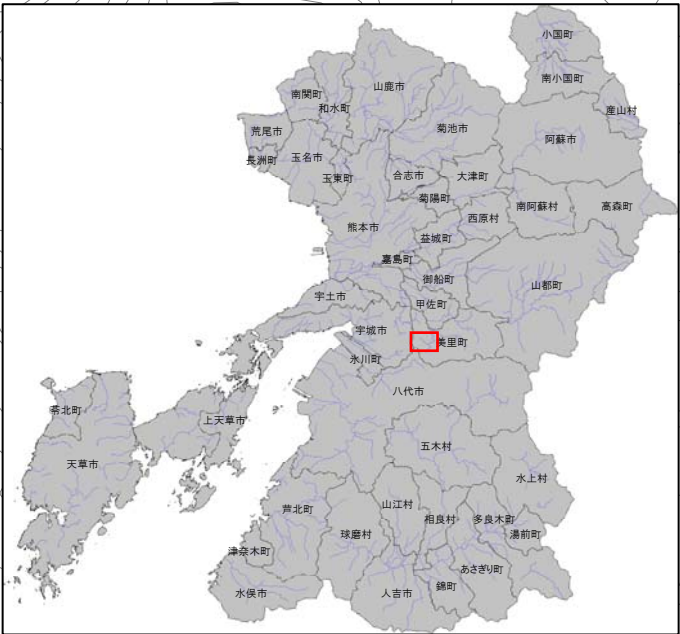 小国町
南小国町
産山村
山鹿市
南関町
和水町
菊池市
阿蘇市
荒尾市
長洲町
玉名市
玉東町
合志市
大津町
菊陽町
西原村
南阿蘇村
高森町
熊本市
益城町
嘉島町
御船町
山都町
宇土市
甲佐町
宇城市
美里町
氷川町
八代市
苓北町
上天草市
天草市
五木村
水上村
芦北町
山江村
球磨村
相良村
多良木町
湯前町
津奈木町
あさぎり町
水俣市
人吉市
錦町